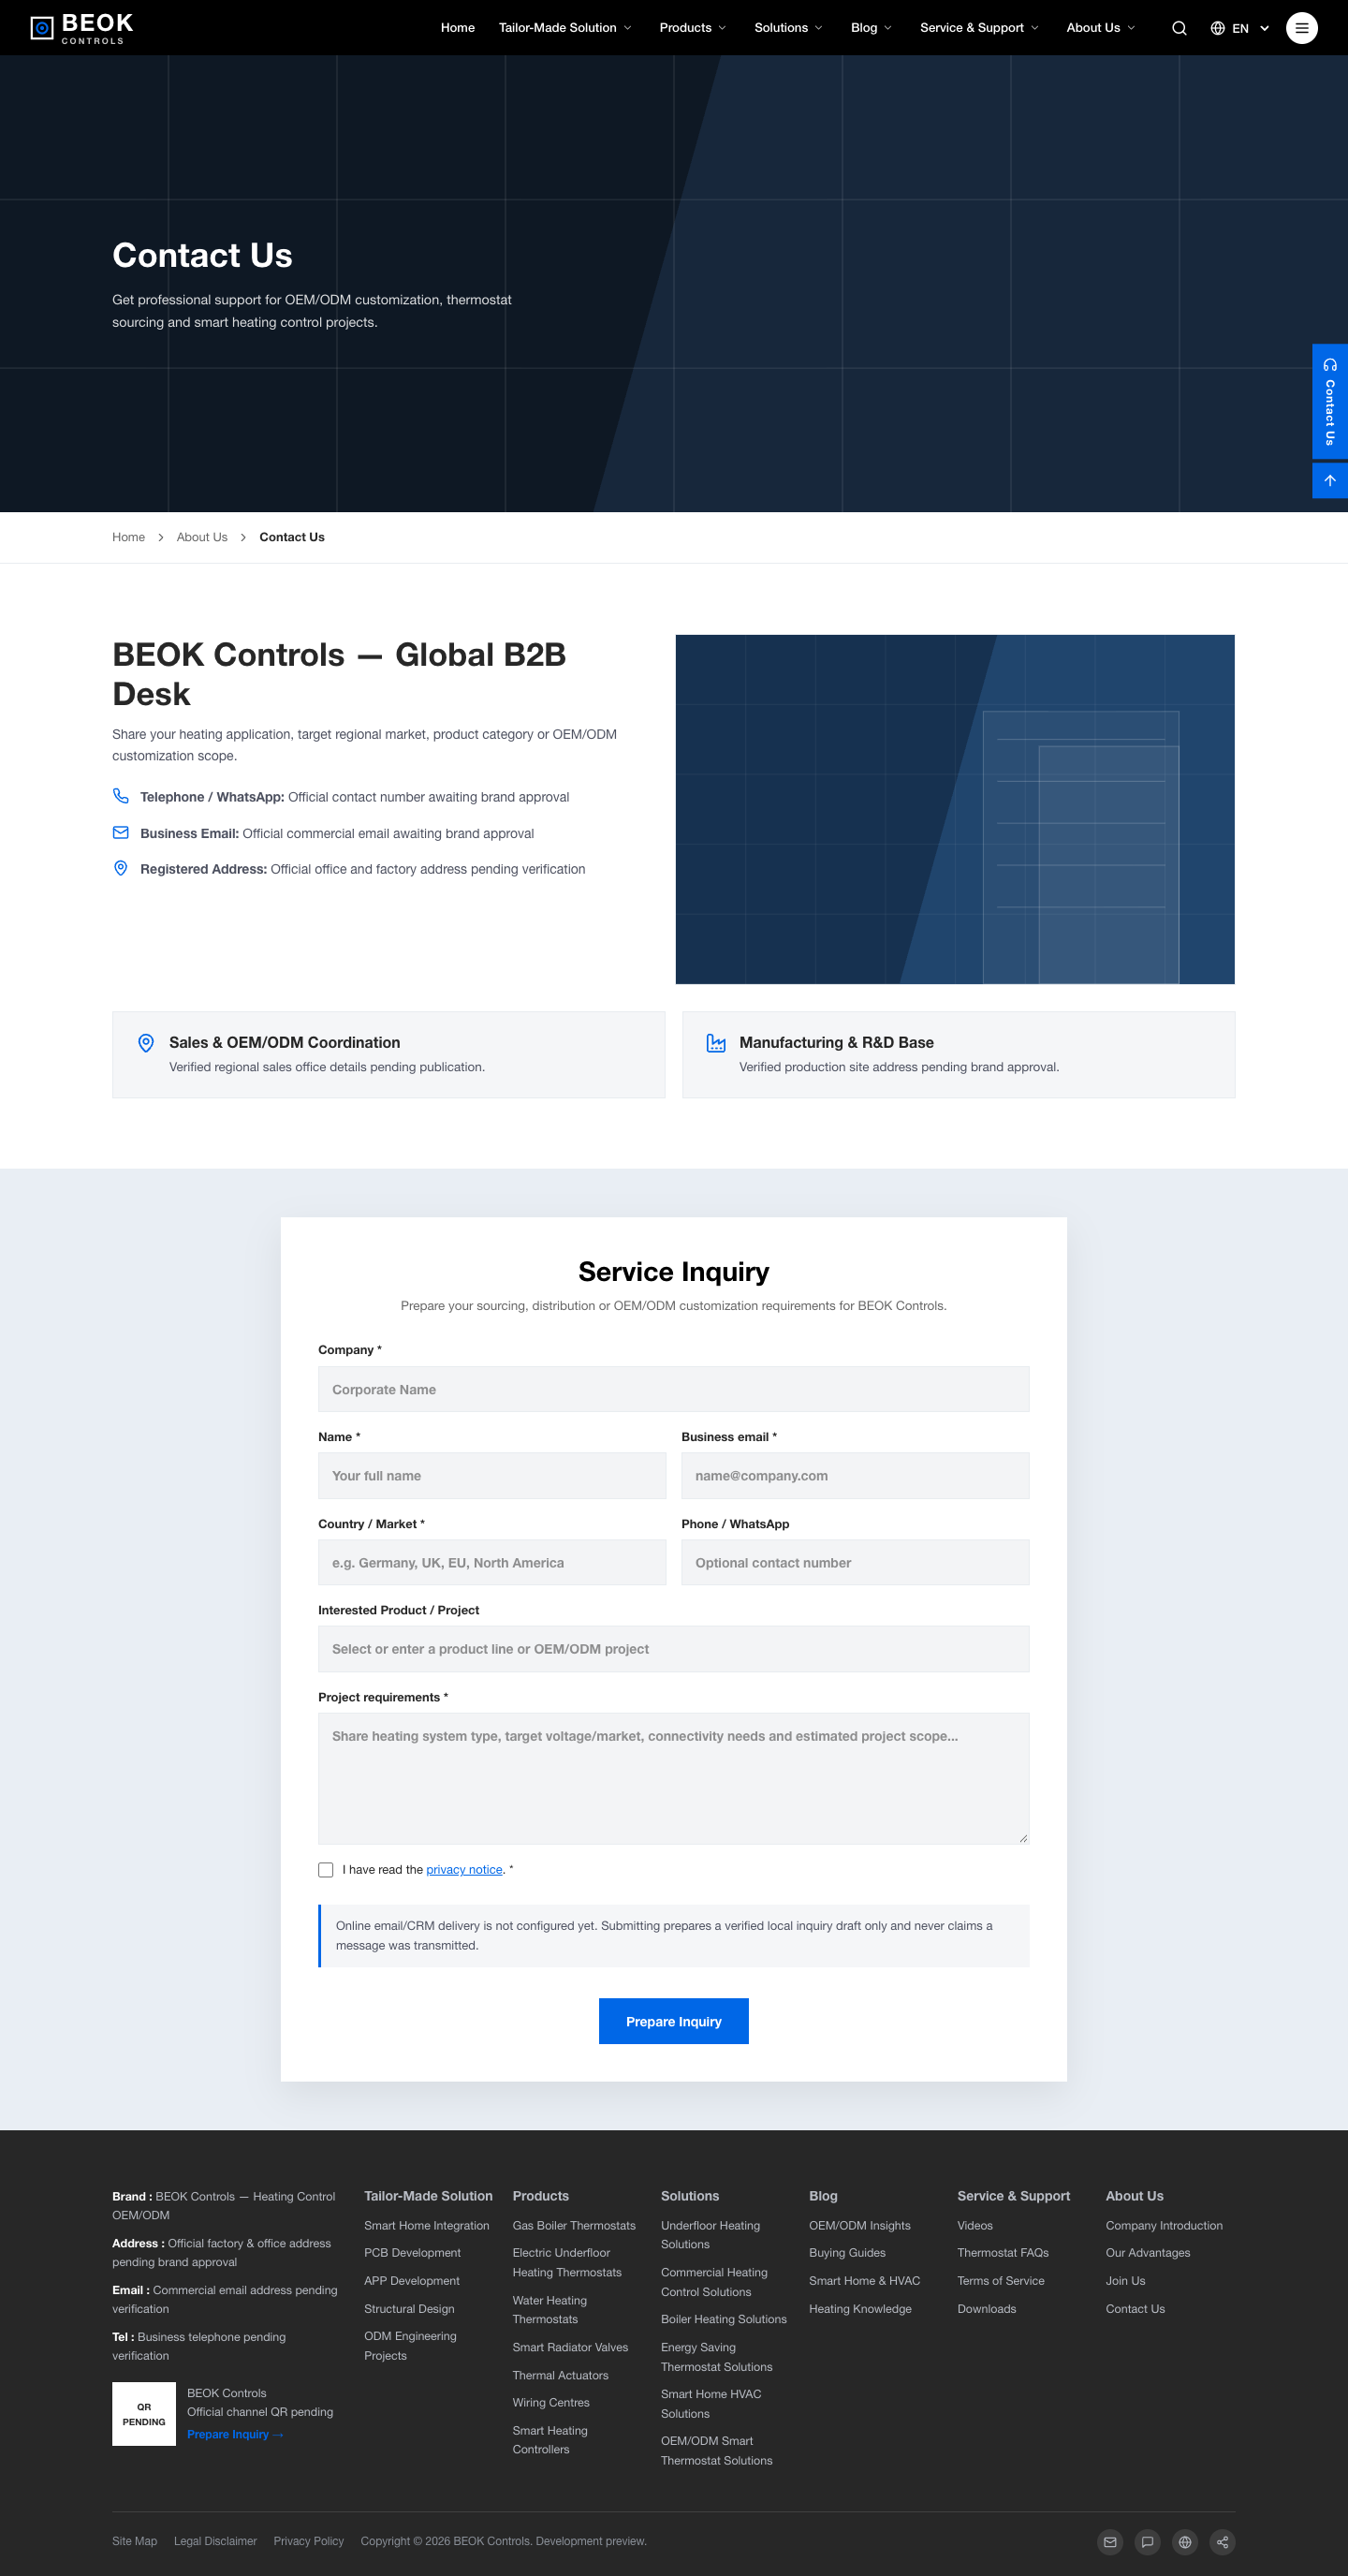 BEOK
CONTROLS
Home
Tailor-Made Solution
Products
Solutions
Blog
Service & Support
About Us
EN
Contact Us
Get professional support for OEM/ODM customization, thermostat
sourcing and smart heating control projects.
Contact Us
Home
About Us
Contact Us
BEOK Controls — Global B2B
Desk
Share your heating application, target regional market, product category or OEM/ODM
customization scope.
Telephone / WhatsApp: Official contact number awaiting brand approval
Business Email: Official commercial email awaiting brand approval
Registered Address: Official office and factory address pending verification
Sales & OEM/ODM Coordination
Verified regional sales office details pending publication.
Manufacturing & R&D Base
Verified production site address pending brand approval.
Service Inquiry
Prepare your sourcing, distribution or OEM/ODM customization requirements for BEOK Controls.
Company *
Corporate Name
Name *
Your full name
Business email *
name@company.com
Country / Market *
e.g. Germany, UK, EU, North America
Phone / WhatsApp
Optional contact number
Interested Product / Project
Select or enter a product line or OEM/ODM project
Project requirements *
Share heating system type, target voltage/market, connectivity needs and estimated project scope...
I have read the privacy notice. *
Online email/CRM delivery is not configured yet. Submitting prepares a verified local inquiry draft only and never claims a
message was transmitted.
Prepare Inquiry
Brand : BEOK Controls — Heating Control
OEM/ODM
Address : Official factory & office address
pending brand approval
Email : Commercial email address pending
verification
Tel : Business telephone pending
verification
QR
PENDING
BEOK Controls
Official channel QR pending
Prepare Inquiry →
Tailor-Made Solution
Smart Home Integration
PCB Development
APP Development
Structural Design
ODM Engineering
Projects
Products
Gas Boiler Thermostats
Electric Underfloor
Heating Thermostats
Water Heating
Thermostats
Smart Radiator Valves
Thermal Actuators
Wiring Centres
Smart Heating
Controllers
Solutions
Underfloor Heating
Solutions
Commercial Heating
Control Solutions
Boiler Heating Solutions
Energy Saving
Thermostat Solutions
Smart Home HVAC
Solutions
OEM/ODM Smart
Thermostat Solutions
Blog
OEM/ODM Insights
Buying Guides
Smart Home & HVAC
Heating Knowledge
Service & Support
Videos
Thermostat FAQs
Terms of Service
Downloads
About Us
Company Introduction
Our Advantages
Join Us
Contact Us
Site Map
Legal Disclaimer
Privacy Policy
Copyright © 2026 BEOK Controls. Development preview.